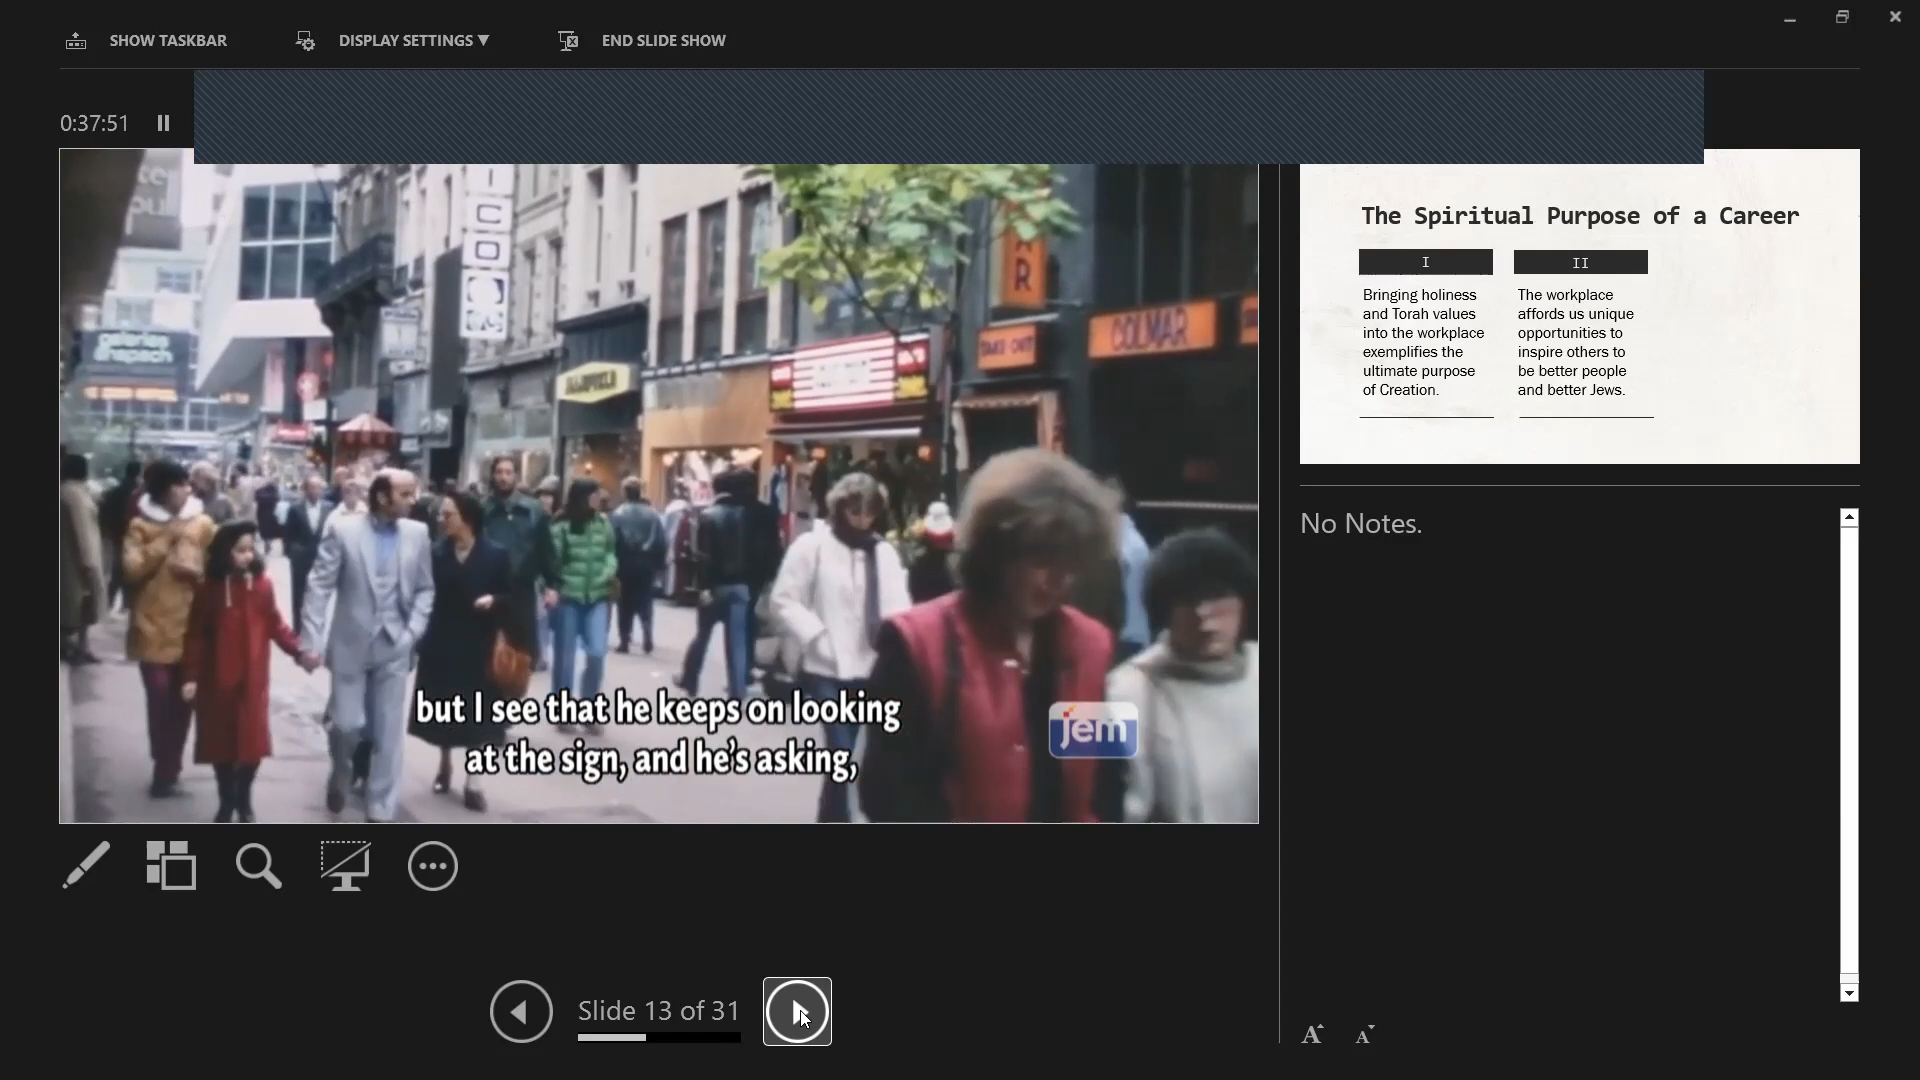 SHOW TASKBAR
DISPLAY SETTINGS ▼
END SLIDE SHOW
0:37:51
I
C
O
D
COLMAR
TAKE OUT
but I see that he keeps on looking
at the sign, and he's asking,
jem
The Spiritual Purpose of a Career
I
Bringing holiness
and Torah values
into the workplace
exemplifies the
ultimate purpose
of Creation.
II
The workplace
affords us unique
opportunities to
inspire others to
be better people
and better Jews.
No Notes.
Slide 13 of 31
A
A